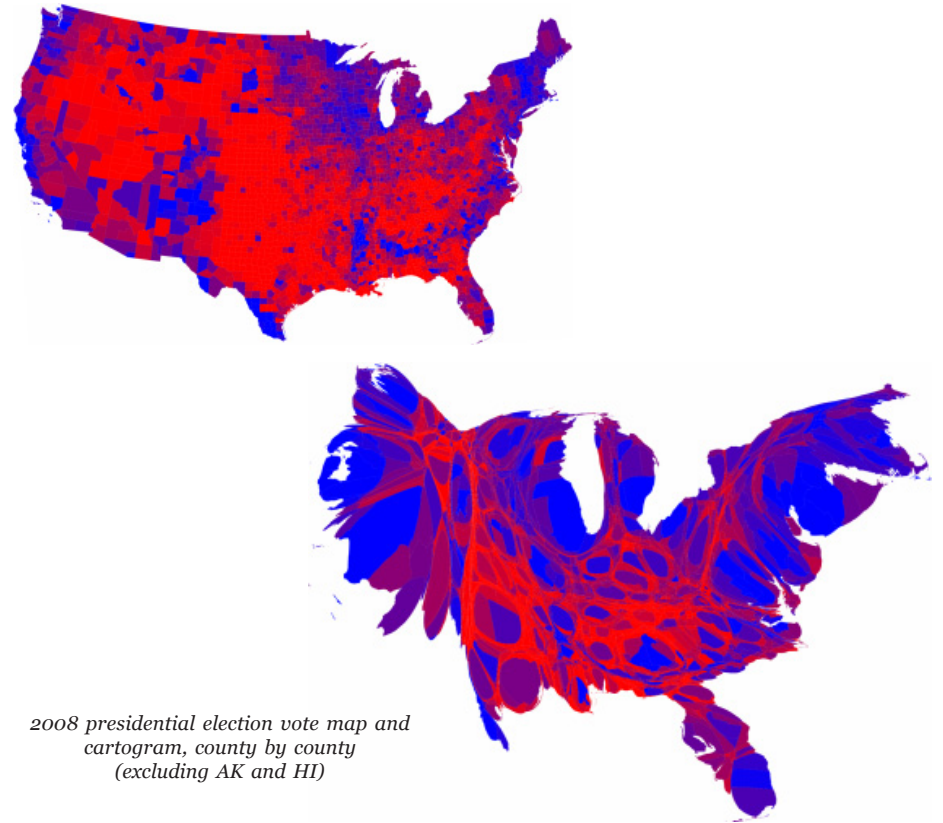 2008 presidential election vote map and
cartogram, county by county
(excluding AK and HI)